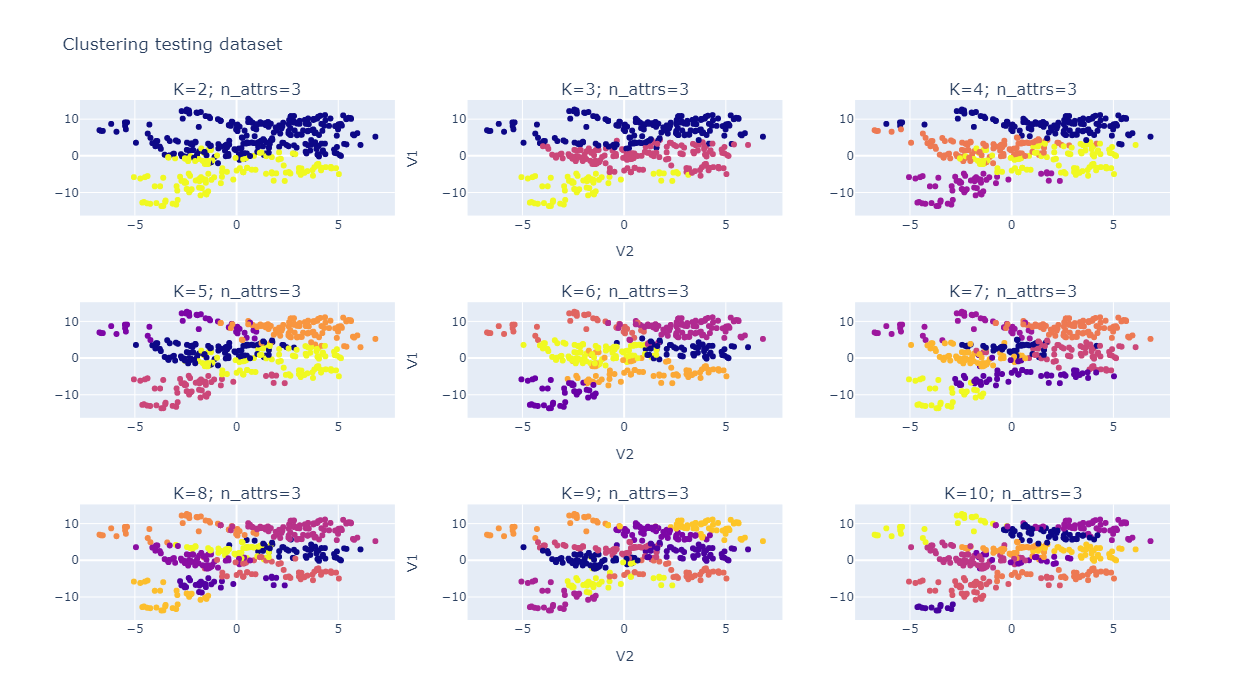 Clustering testing dataset
K=2; n_attrs=3 K=3; n_attrs=3 K=4; n_attrs=3
10 10 10
0 V1 0 0
−10 −10 −10
−5 0 5 −5 0 5 −5 0 5
V2
K=5; n_attrs=3 K=6; n_attrs=3 K=7; n_attrs=3
10 10 10
0 V1 0 0
−10 −10 −10
−5 0 5 −5 0 5 −5 0 5
V2
K=8; n_attrs=3 K=9; n_attrs=3 K=10; n_attrs=3
10 10 10
0 V1 0 0
−10 −10 −10
−5 0 5 −5 0 5 −5 0 5
V2